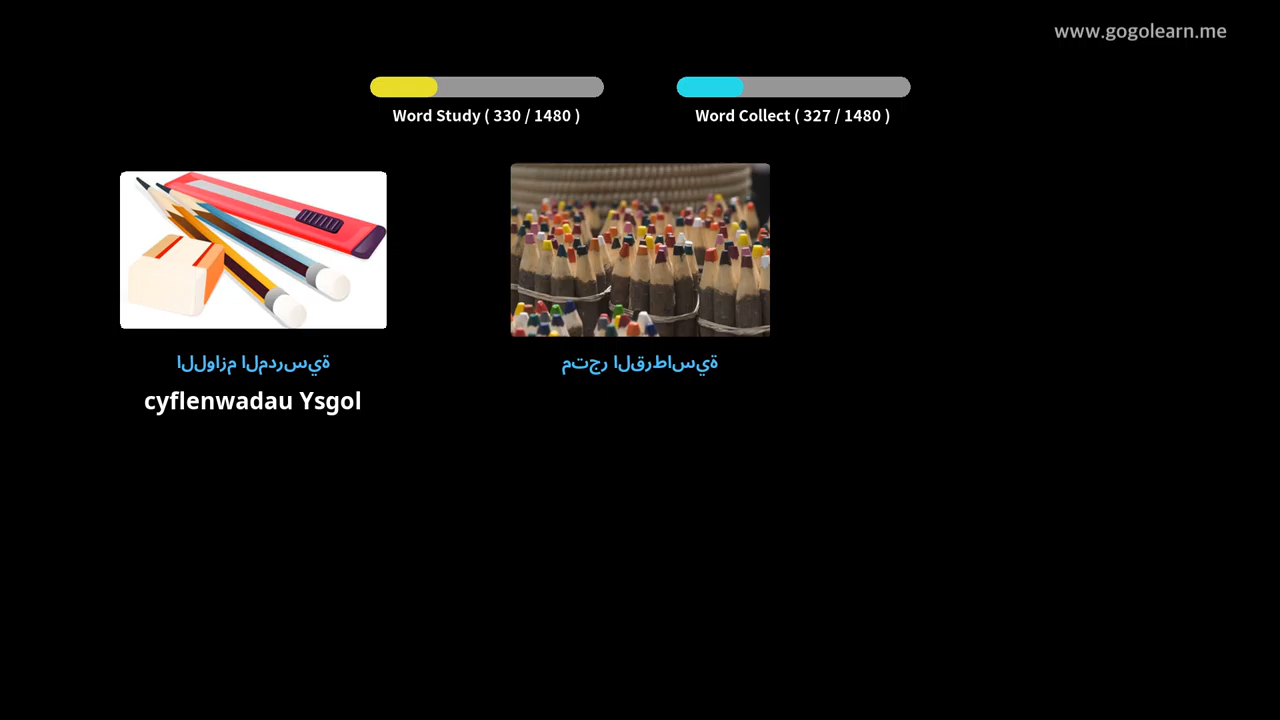 www.gogolearn.me
Word Study ( 330 / 1480 )
Word Collect ( 327 / 1480 )
اللوازم المدرسية
cyflenwadau Ysgol
متجر القرطاسية